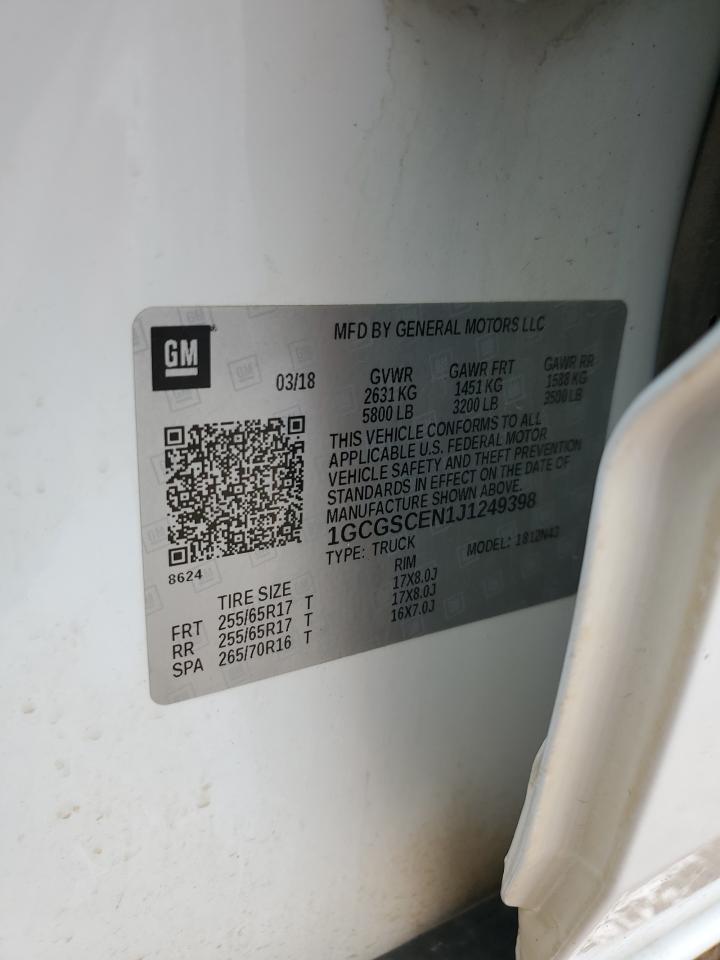 GM
MFD BY GENERAL MOTORS LLC
03/18
GVWR GAWR FRT GAWR RR
2631 KG 1451 KG 1588 KG
5800 LB 3200 LB 3500 LB
THIS VEHICLE CONFORMS TO ALL
APPLICABLE U.S. FEDERAL MOTOR
VEHICLE SAFETY AND THEFT PREVENTION
STANDARDS IN EFFECT ON THE DATE OF
MANUFACTURE SHOWN ABOVE.
1GCGSCEN1J1249398
TYPE: TRUCK MODEL: 1812N43
8624
TIRE SIZE RIM
FRT 255/65R17 T 17X8.0J
RR 255/65R17 T 17X8.0J
SPA 265/70R16 T 16X7.0J